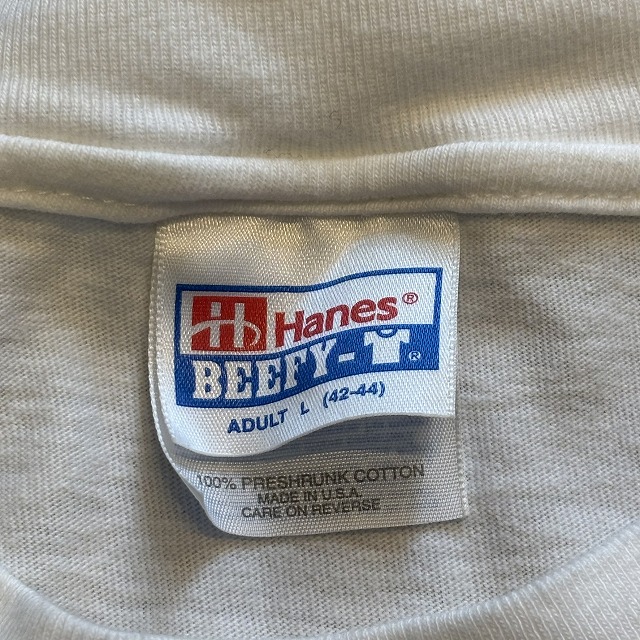 Hanes®
BEEFY-T®
ADULT L (42-44)
100% PRESHRUNK COTTON
MADE IN U.S.A.
CARE ON REVERSE